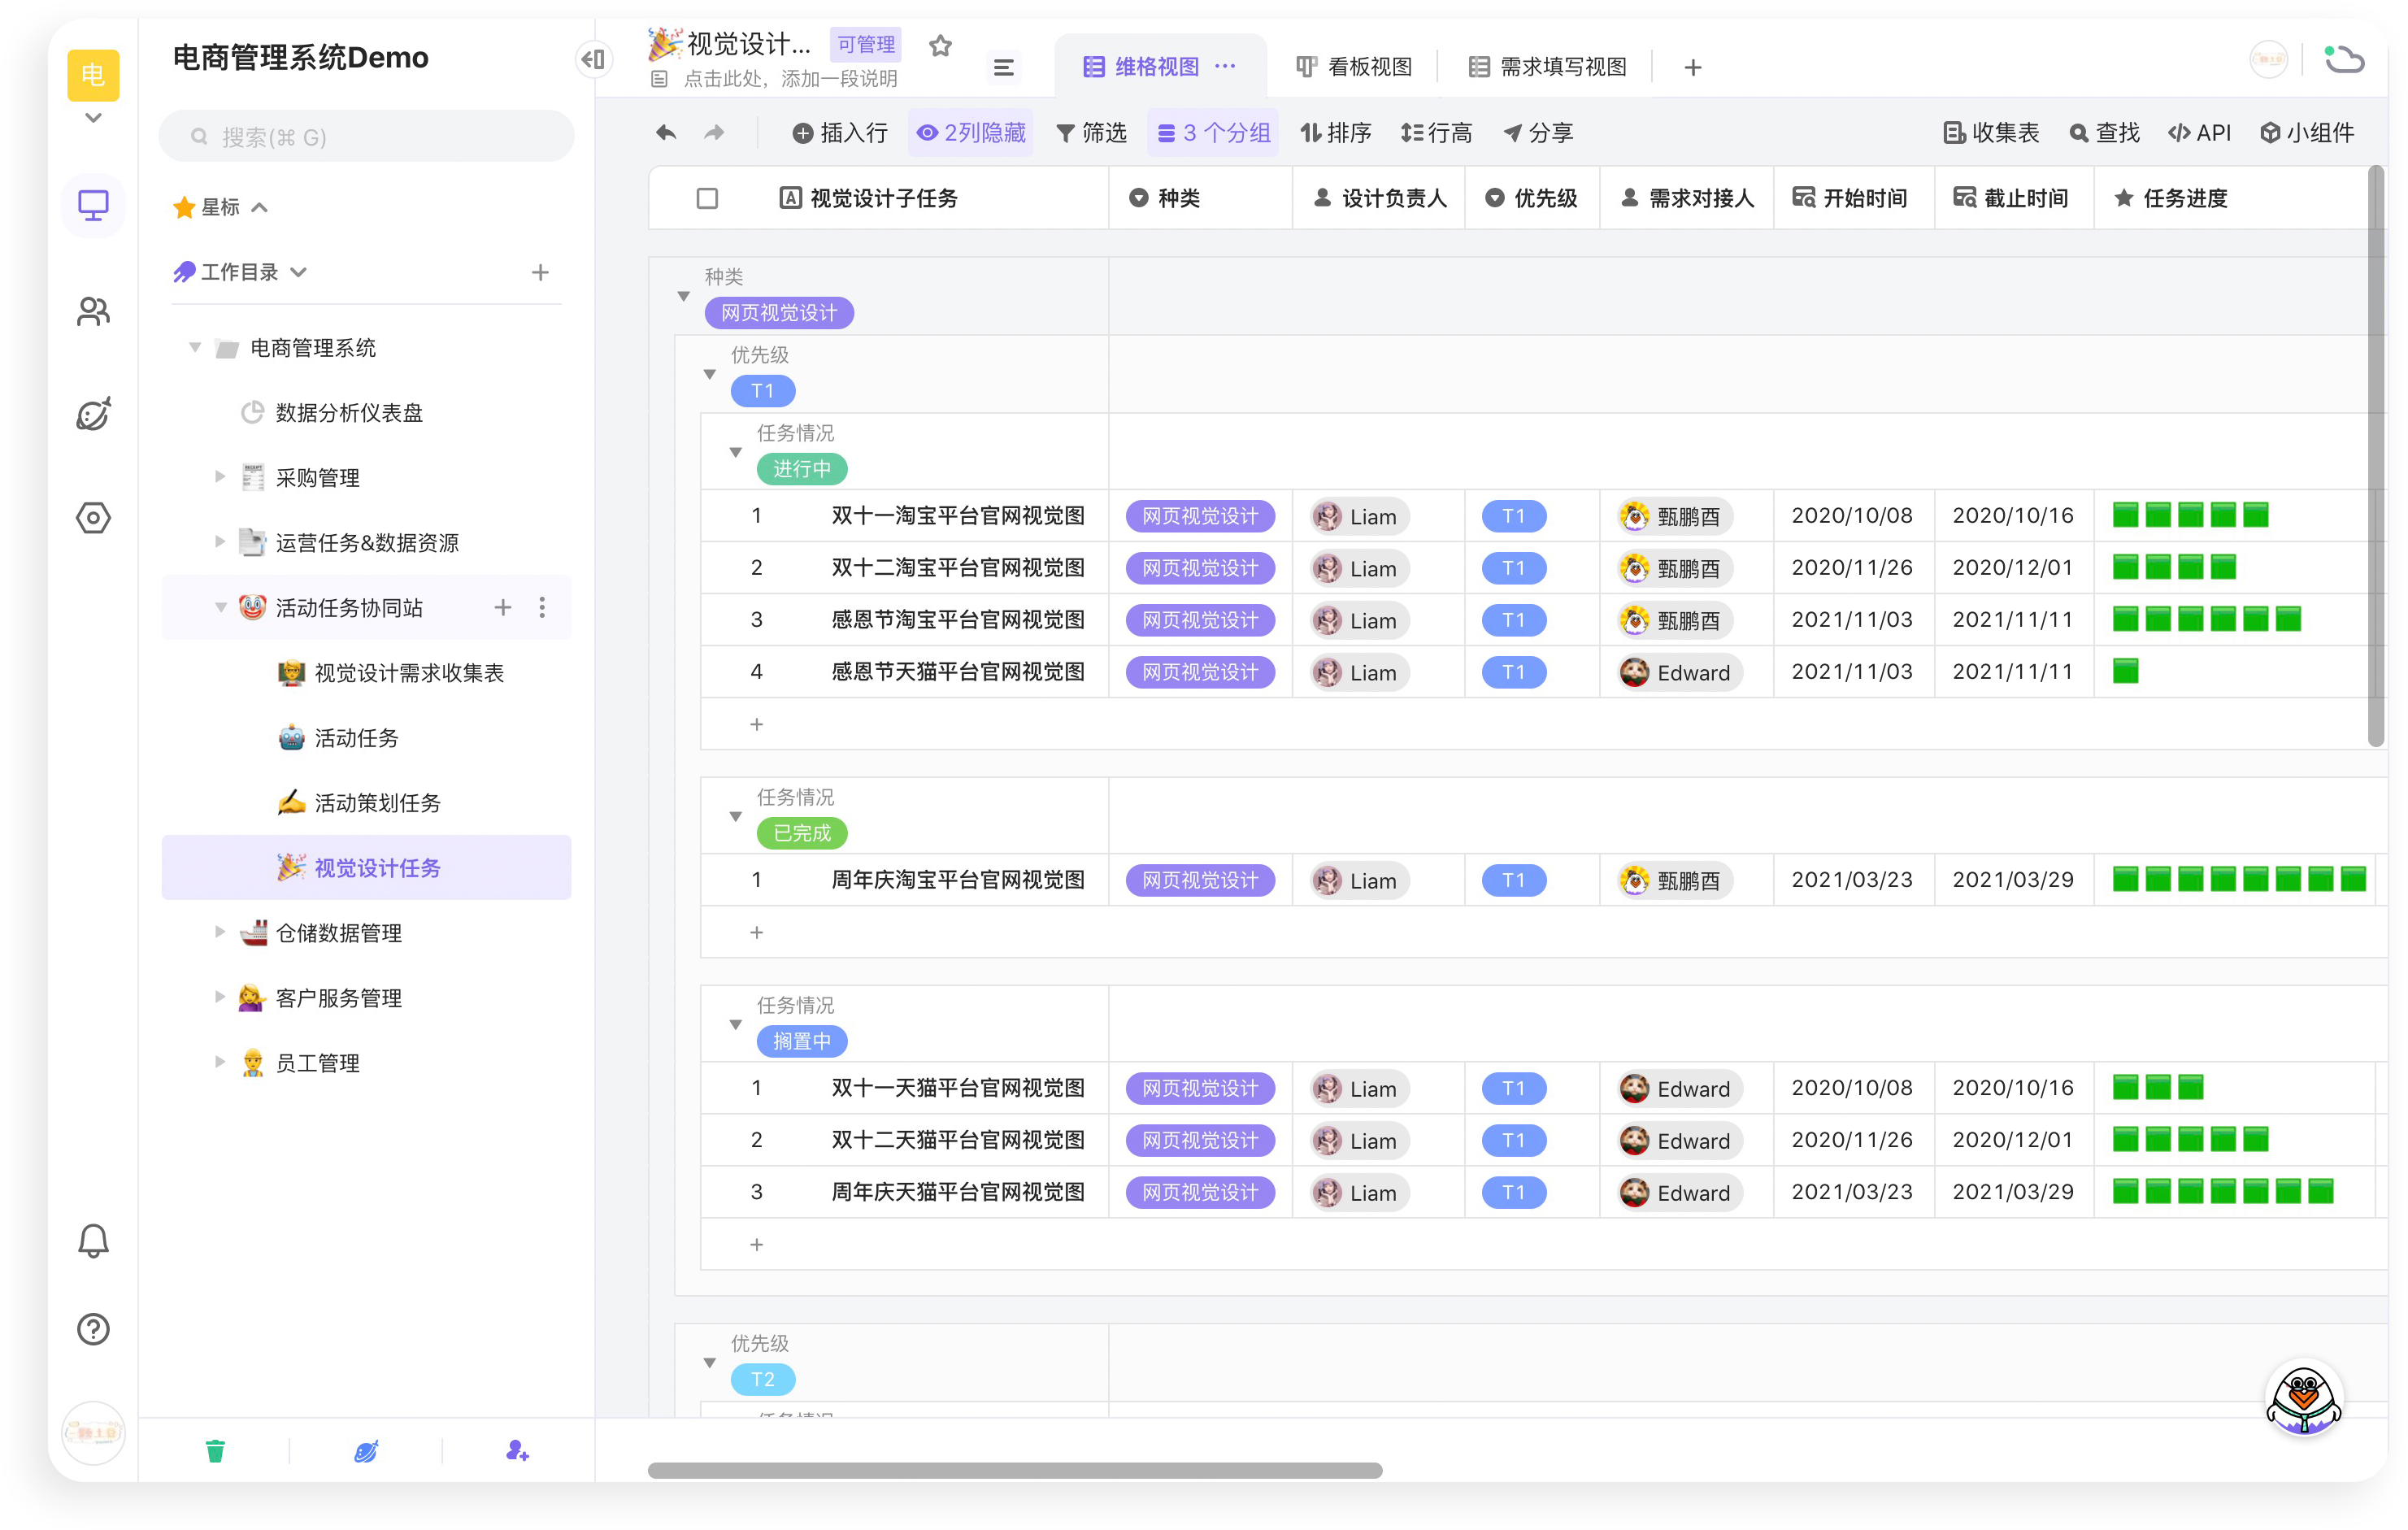 电
电商管理系统Demo
搜索(⌘ G)
星标
工作目录
电商管理系统
数据分析仪表盘
采购管理
运营任务&数据资源
活动任务协同站
视觉设计需求收集表
活动任务
活动策划任务
视觉设计任务
仓储数据管理
客户服务管理
员工管理
视觉设计... 可管理
点击此处，添加一段说明
维格视图 看板视图 需求填写视图
插入行 2列隐藏 筛选 3 个分组 排序 行高 分享 收集表 查找 API 小组件
视觉设计子任务 种类 设计负责人 优先级 需求对接人 开始时间 截止时间 任务进度
种类
网页视觉设计
优先级
T1
任务情况
进行中
1 双十一淘宝平台官网视觉图 网页视觉设计 Liam T1 甄鹏酉 2020/10/08 2020/10/16
2 双十二淘宝平台官网视觉图 网页视觉设计 Liam T1 甄鹏酉 2020/11/26 2020/12/01
3 感恩节淘宝平台官网视觉图 网页视觉设计 Liam T1 甄鹏酉 2021/11/03 2021/11/11
4 感恩节天猫平台官网视觉图 网页视觉设计 Liam T1 Edward 2021/11/03 2021/11/11
任务情况
已完成
1 周年庆淘宝平台官网视觉图 网页视觉设计 Liam T1 甄鹏酉 2021/03/23 2021/03/29
任务情况
搁置中
1 双十一天猫平台官网视觉图 网页视觉设计 Liam T1 Edward 2020/10/08 2020/10/16
2 双十二天猫平台官网视觉图 网页视觉设计 Liam T1 Edward 2020/11/26 2020/12/01
3 周年庆天猫平台官网视觉图 网页视觉设计 Liam T1 Edward 2021/03/23 2021/03/29
优先级
T2